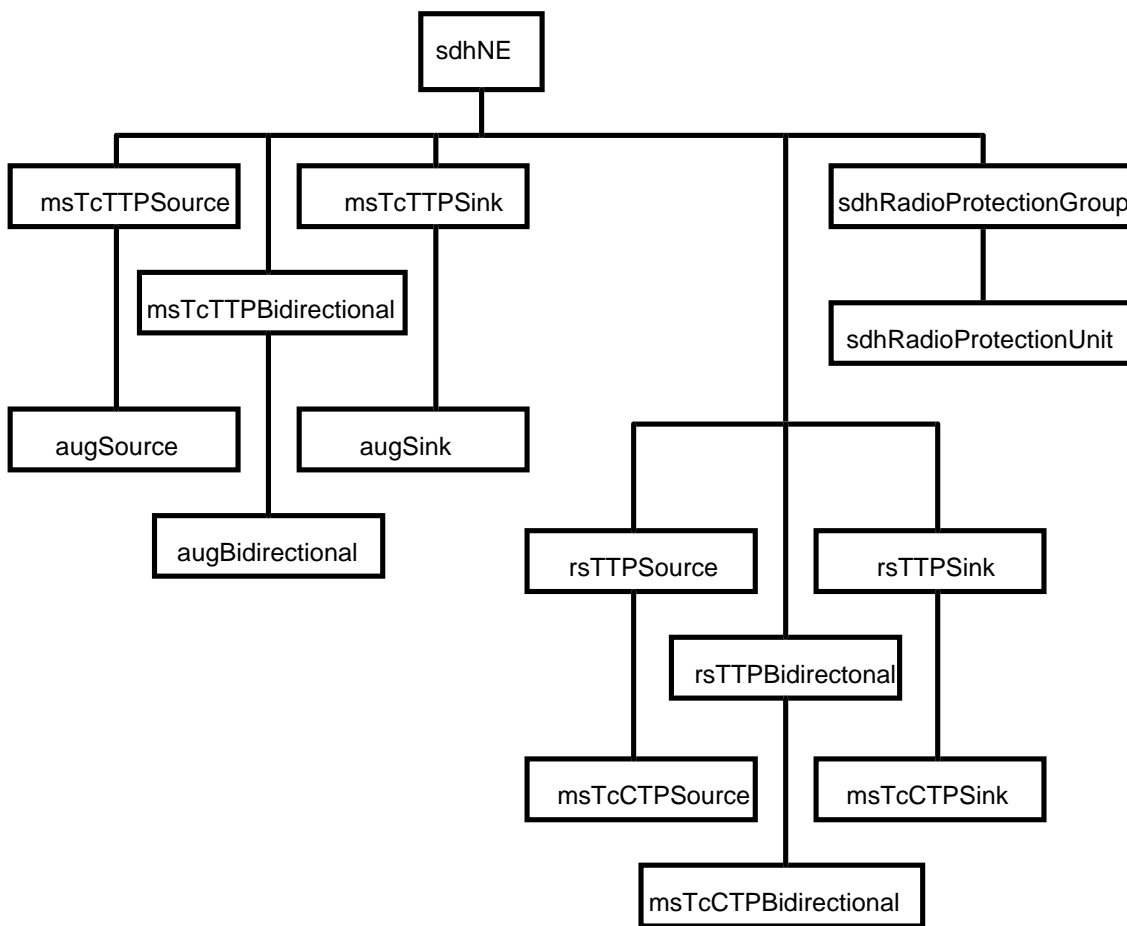 sdhNE
msTcTTPSource
msTcTTPSink
sdhRadioProtectionGroup
msTcTTPBidirectional
sdhRadioProtectionUnit
augSource
augSink
augBidirectional
rsTTPSource
rsTTPSink
rsTTPBidirectonal
msTcCTPSource
msTcCTPSink
msTcCTPBidirectional